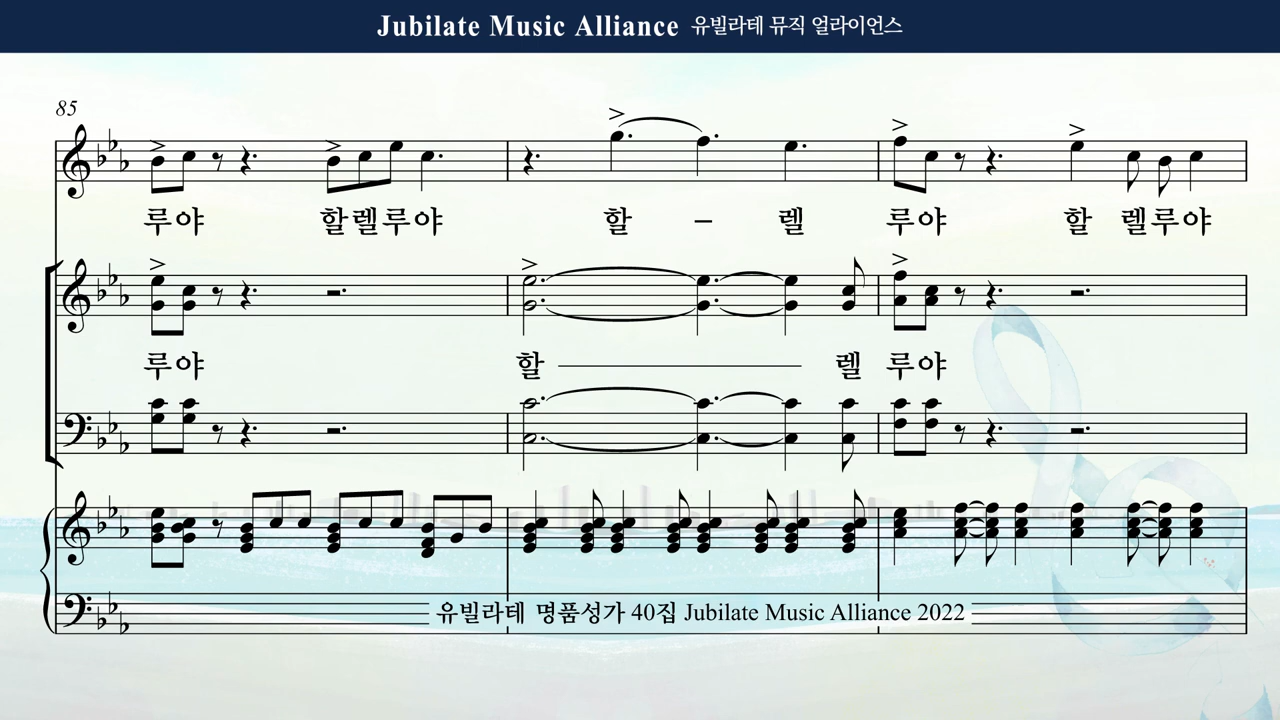 Jubilate Music Alliance 유빌라테 뮤직 얼라이언스
85
루야 할렐루야 할 – 렐 루야 할 렐루야
루야 할 렐 루야
유빌라테 명품성가 40집 Jubilate Music Alliance 2022